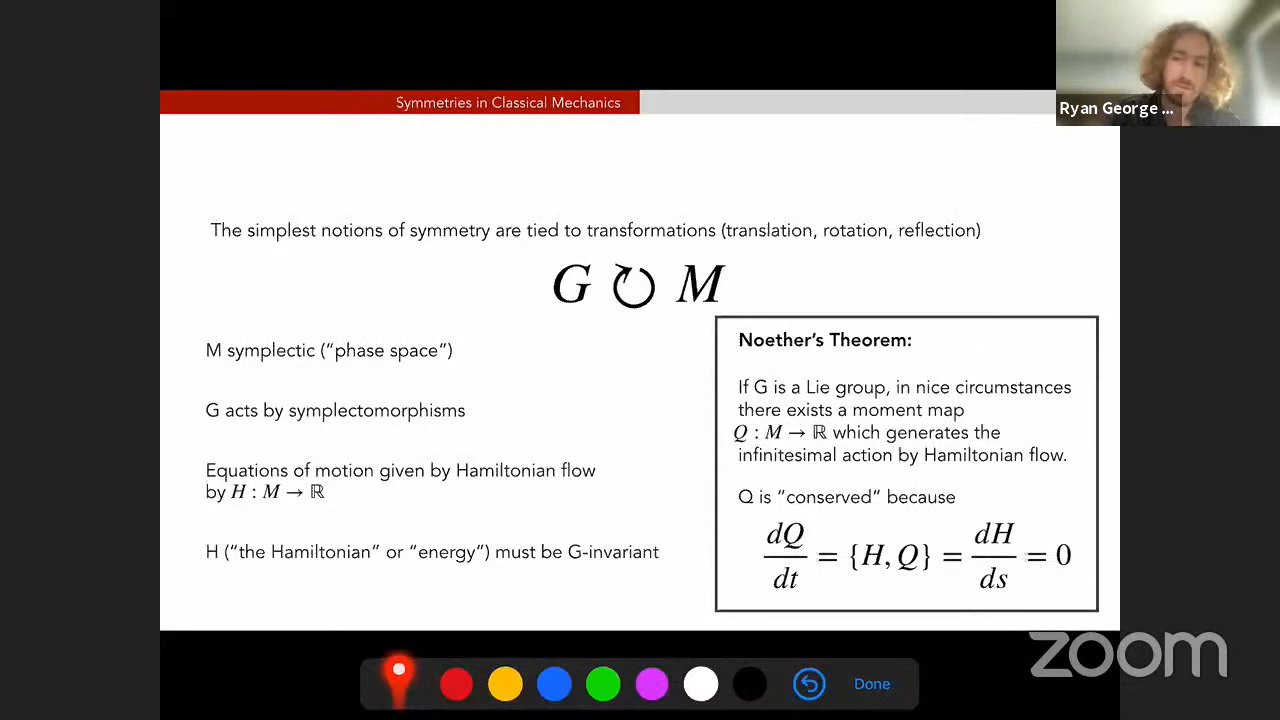 Symmetries in Classical Mechanics
Ryan George ...
The simplest notions of symmetry are tied to transformations (translation, rotation, reflection)
G ↻ M
M symplectic (“phase space”)
G acts by symplectomorphisms
Equations of motion given by Hamiltonian flow
by H : M → ℝ
H (“the Hamiltonian” or “energy”) must be G-invariant
Noether’s Theorem:
If G is a Lie group, in nice circumstances
there exists a moment map
Q : M → ℝ which generates the
infinitesimal action by Hamiltonian flow.
Q is “conserved” because
dQ/dt = {H, Q} = dH/ds = 0
zoom
Done